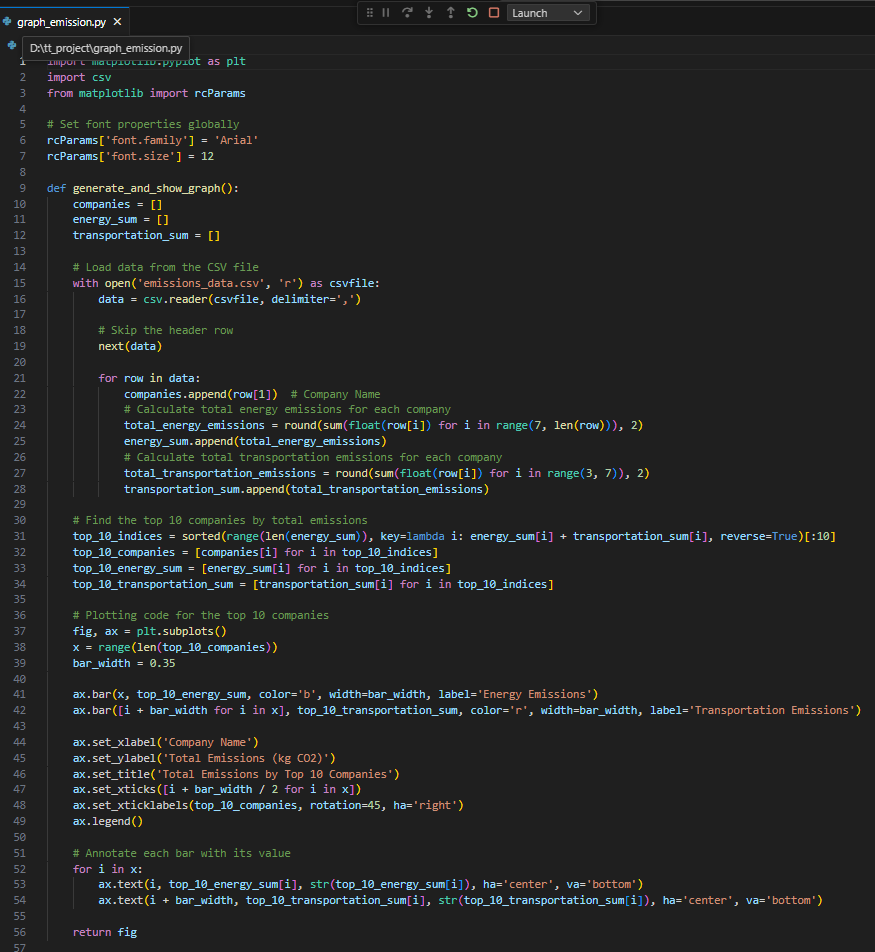 graph_emission.py
Launch
D:\tt_project\graph_emission.py
1 import matplotlib.pyplot as plt
2 import csv
3 from matplotlib import rcParams
4
5 # Set font properties globally
6 rcParams['font.family'] = 'Arial'
7 rcParams['font.size'] = 12
8
9 def generate_and_show_graph():
10     companies = []
11     energy_sum = []
12     transportation_sum = []
13
14     # Load data from the CSV file
15     with open('emissions_data.csv', 'r') as csvfile:
16         data = csv.reader(csvfile, delimiter=',')
17
18         # Skip the header row
19         next(data)
20
21         for row in data:
22             companies.append(row[1])  # Company Name
23             # Calculate total energy emissions for each company
24             total_energy_emissions = round(sum(float(row[i]) for i in range(7, len(row))), 2)
25             energy_sum.append(total_energy_emissions)
26             # Calculate total transportation emissions for each company
27             total_transportation_emissions = round(sum(float(row[i]) for i in range(3, 7)), 2)
28             transportation_sum.append(total_transportation_emissions)
29
30     # Find the top 10 companies by total emissions
31     top_10_indices = sorted(range(len(energy_sum)), key=lambda i: energy_sum[i] + transportation_sum[i], reverse=True)[:10]
32     top_10_companies = [companies[i] for i in top_10_indices]
33     top_10_energy_sum = [energy_sum[i] for i in top_10_indices]
34     top_10_transportation_sum = [transportation_sum[i] for i in top_10_indices]
35
36     # Plotting code for the top 10 companies
37     fig, ax = plt.subplots()
38     x = range(len(top_10_companies))
39     bar_width = 0.35
40
41     ax.bar(x, top_10_energy_sum, color='b', width=bar_width, label='Energy Emissions')
42     ax.bar([i + bar_width for i in x], top_10_transportation_sum, color='r', width=bar_width, label='Transportation Emissions')
43
44     ax.set_xlabel('Company Name')
45     ax.set_ylabel('Total Emissions (kg CO2)')
46     ax.set_title('Total Emissions by Top 10 Companies')
47     ax.set_xticks([i + bar_width / 2 for i in x])
48     ax.set_xticklabels(top_10_companies, rotation=45, ha='right')
49     ax.legend()
50
51     # Annotate each bar with its value
52     for i in x:
53         ax.text(i, top_10_energy_sum[i], str(top_10_energy_sum[i]), ha='center', va='bottom')
54         ax.text(i + bar_width, top_10_transportation_sum[i], str(top_10_transportation_sum[i]), ha='center', va='bottom')
55
56     return fig
57